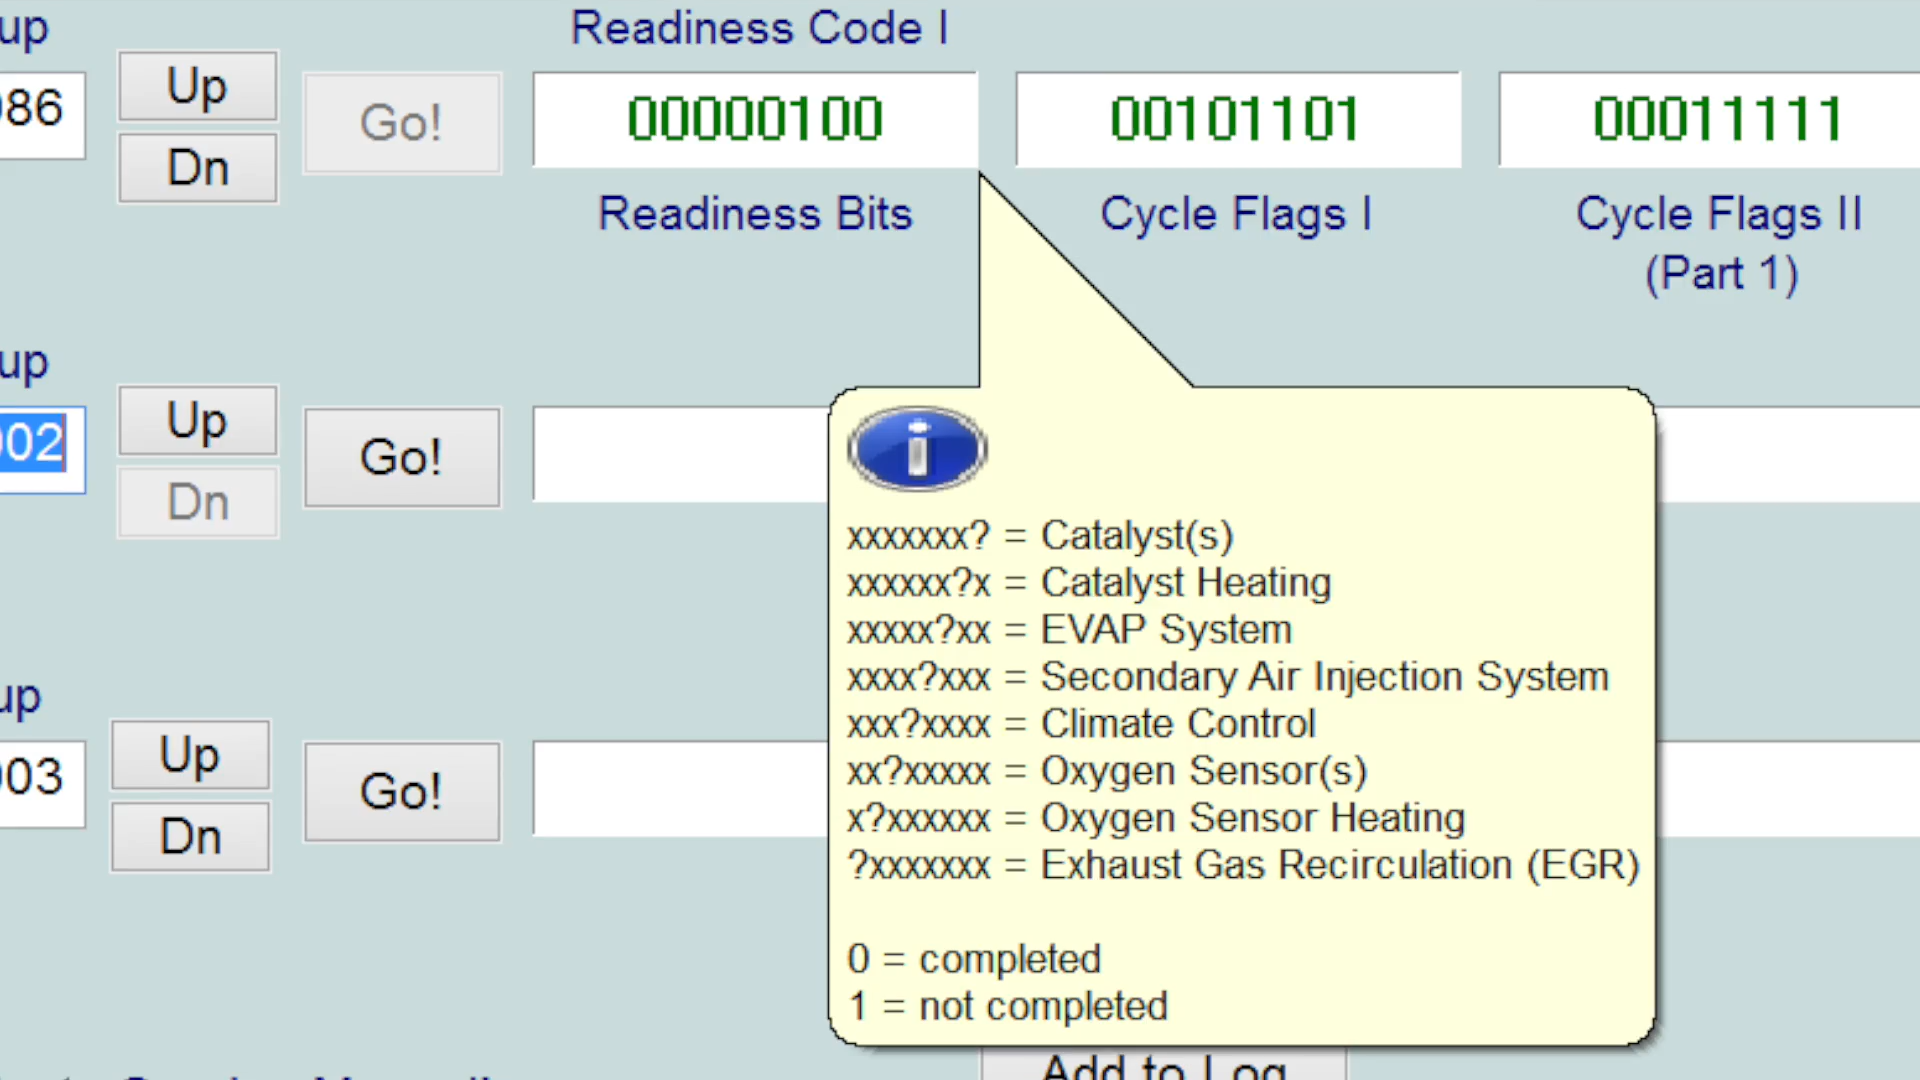 up
Readiness Code I
086
Up
Dn
Go!
00000100
00101101
00011111
Readiness Bits
Cycle Flags I
Cycle Flags II
(Part 1)
up
002
Up
Dn
Go!
i
xxxxxxx? = Catalyst(s)
xxxxxx?x = Catalyst Heating
xxxxx?xx = EVAP System
xxxx?xxx = Secondary Air Injection System
xxx?xxxx = Climate Control
xx?xxxxx = Oxygen Sensor(s)
x?xxxxxx = Oxygen Sensor Heating
?xxxxxxx = Exhaust Gas Recirculation (EGR)
0 = completed
1 = not completed
up
003
Up
Dn
Go!
Add to Log